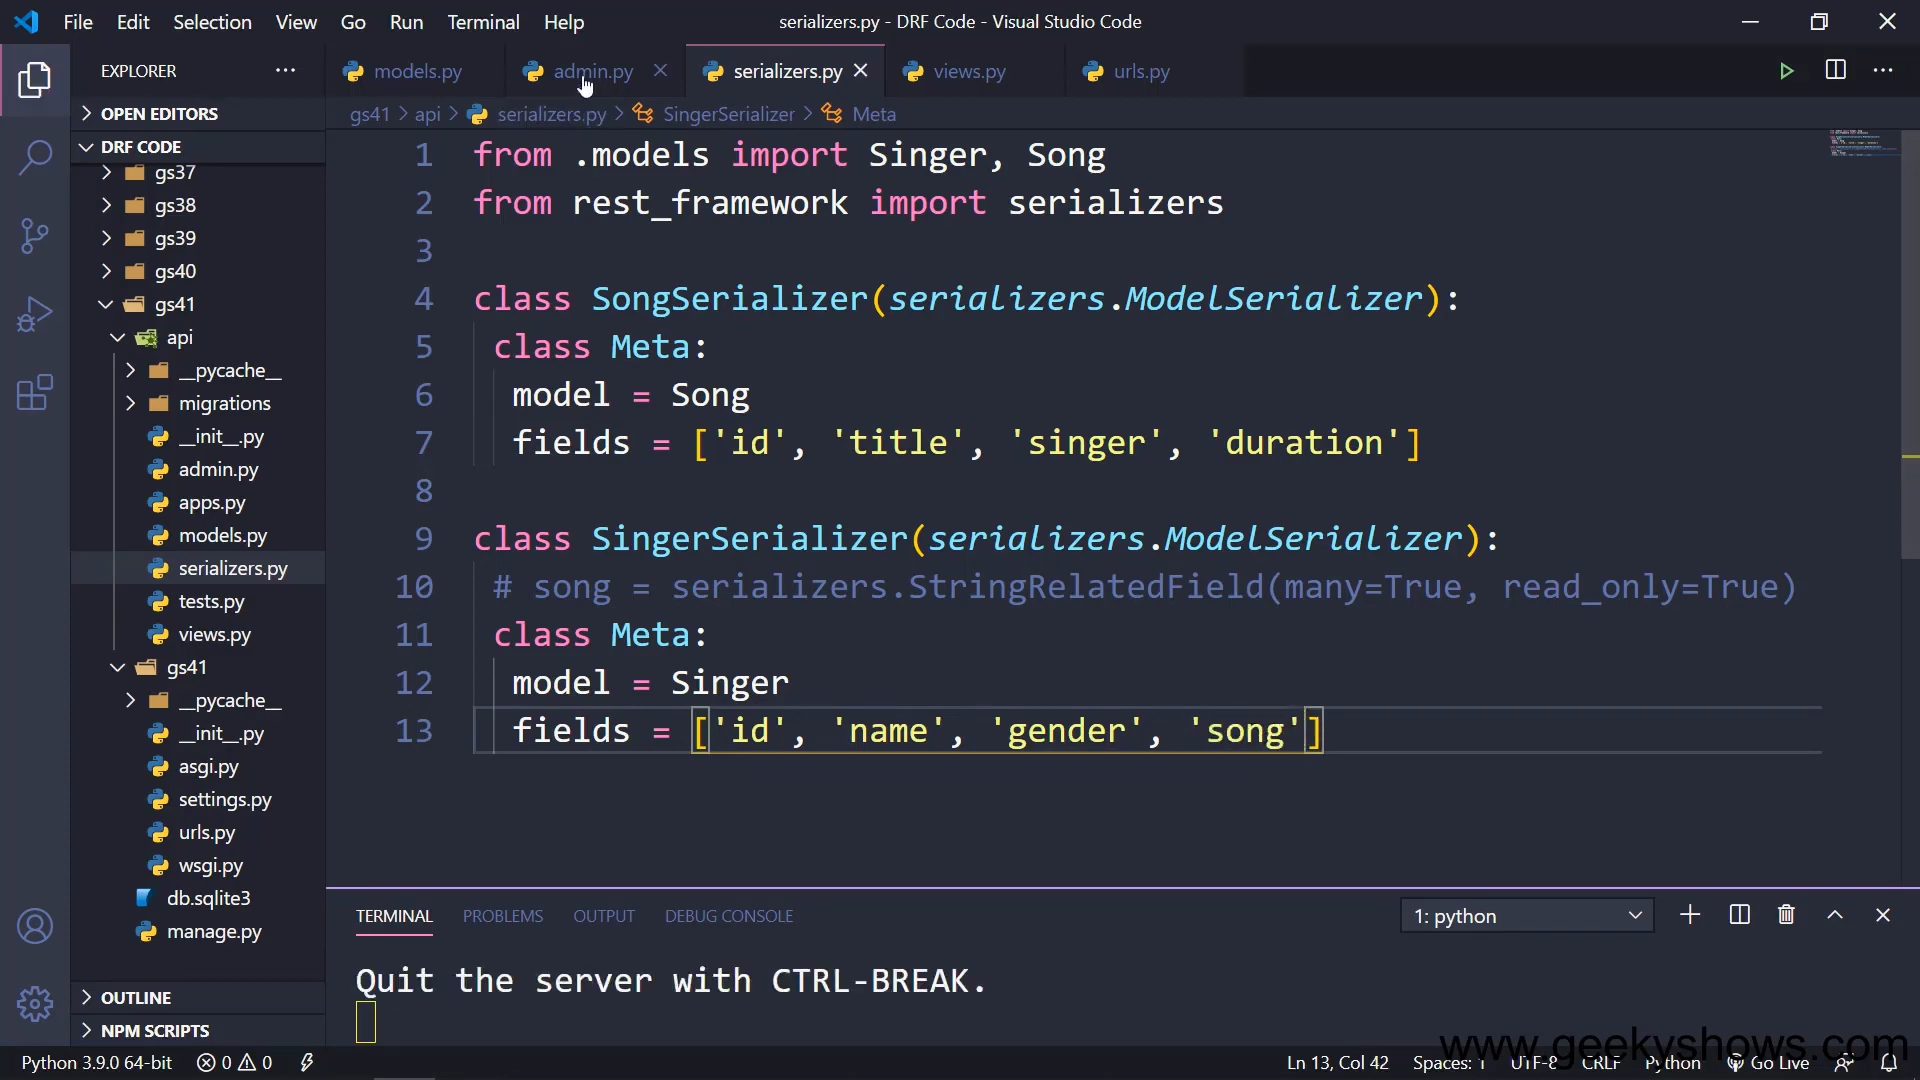 File Edit Selection View Go Run Terminal Help
serializers.py - DRF Code - Visual Studio Code
EXPLORER
models.py admin.py serializers.py views.py urls.py
OPEN EDITORS
gs41 > api > serializers.py > SingerSerializer > Meta
DRF CODE
gs37
gs38
gs39
gs40
gs41
api
__pycache__
migrations
__init__.py
admin.py
apps.py
models.py
serializers.py
tests.py
views.py
gs41
__pycache__
__init__.py
asgi.py
settings.py
urls.py
wsgi.py
db.sqlite3
manage.py
OUTLINE
NPM SCRIPTS
1 from .models import Singer, Song
2 from rest_framework import serializers
3
4 class SongSerializer(serializers.ModelSerializer):
5 class Meta:
6 model = Song
7 fields = ['id', 'title', 'singer', 'duration']
8
9 class SingerSerializer(serializers.ModelSerializer):
10 # song = serializers.StringRelatedField(many=True, read_only=True)
11 class Meta:
12 model = Singer
13 fields = ['id', 'name', 'gender', 'song']
TERMINAL PROBLEMS OUTPUT DEBUG CONSOLE
1: python
Quit the server with CTRL-BREAK.
www.geekyshows.com
Python 3.9.0 64-bit 0 0
Ln 13, Col 42 Spaces: 1 UTF-8 CRLF Python Go Live